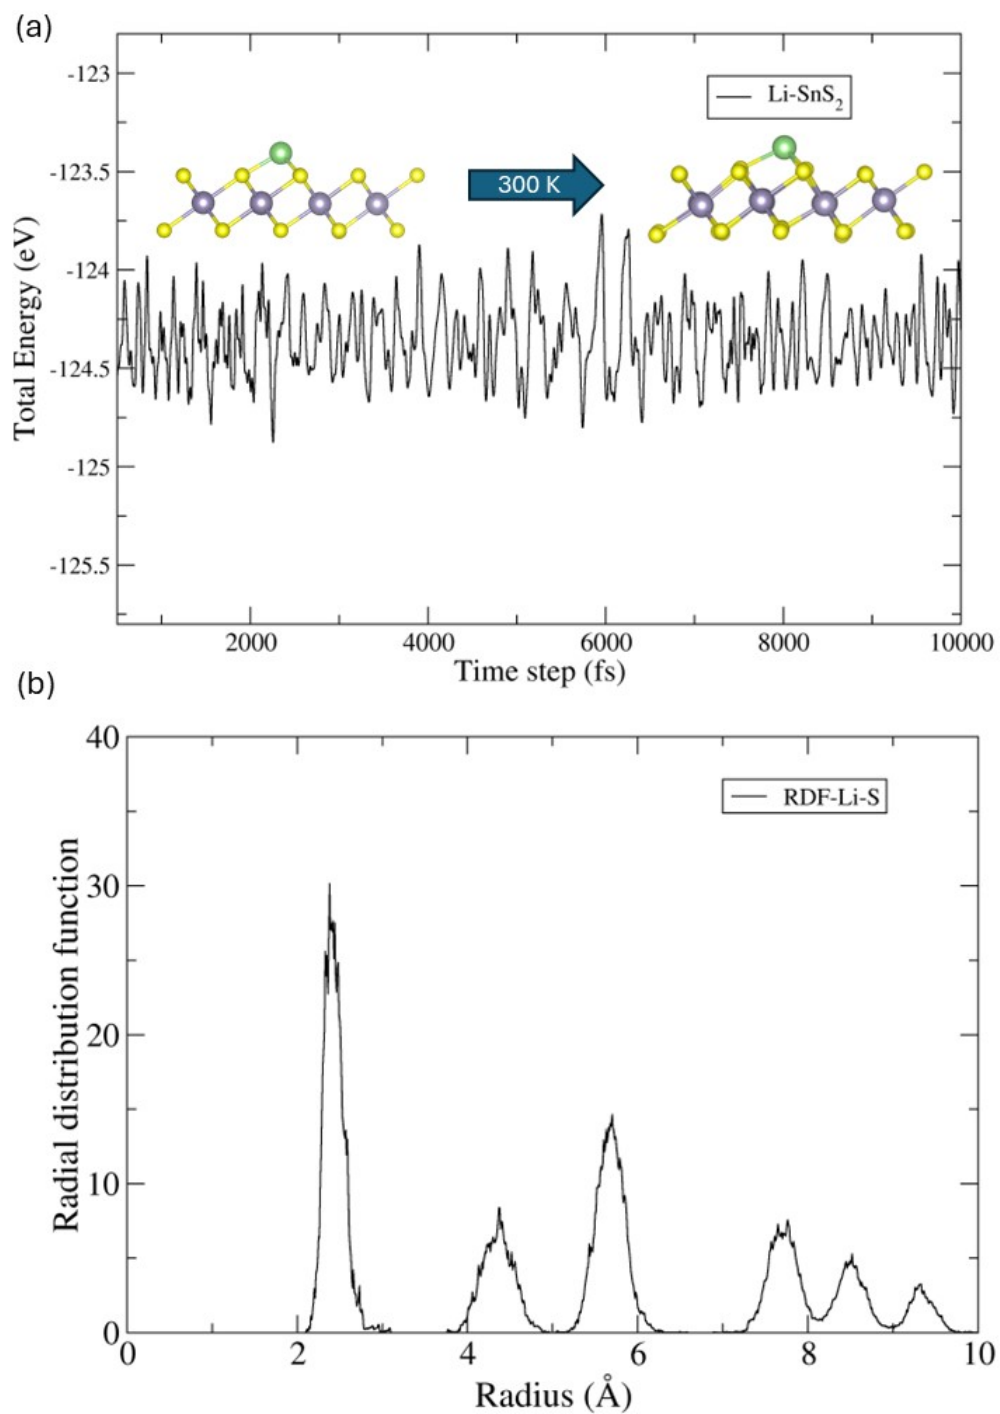 (a)
-123
Li-SnS2
-123.5
300 K
-124
Total Energy (eV)
-124.5
-125
-125.5
2000 4000 6000 8000 10000
Time step (fs)
(b)
40
RDF-Li-S
30
Radial distribution function
20
10
0
0 2 4 6 8 10
Radius (Å)